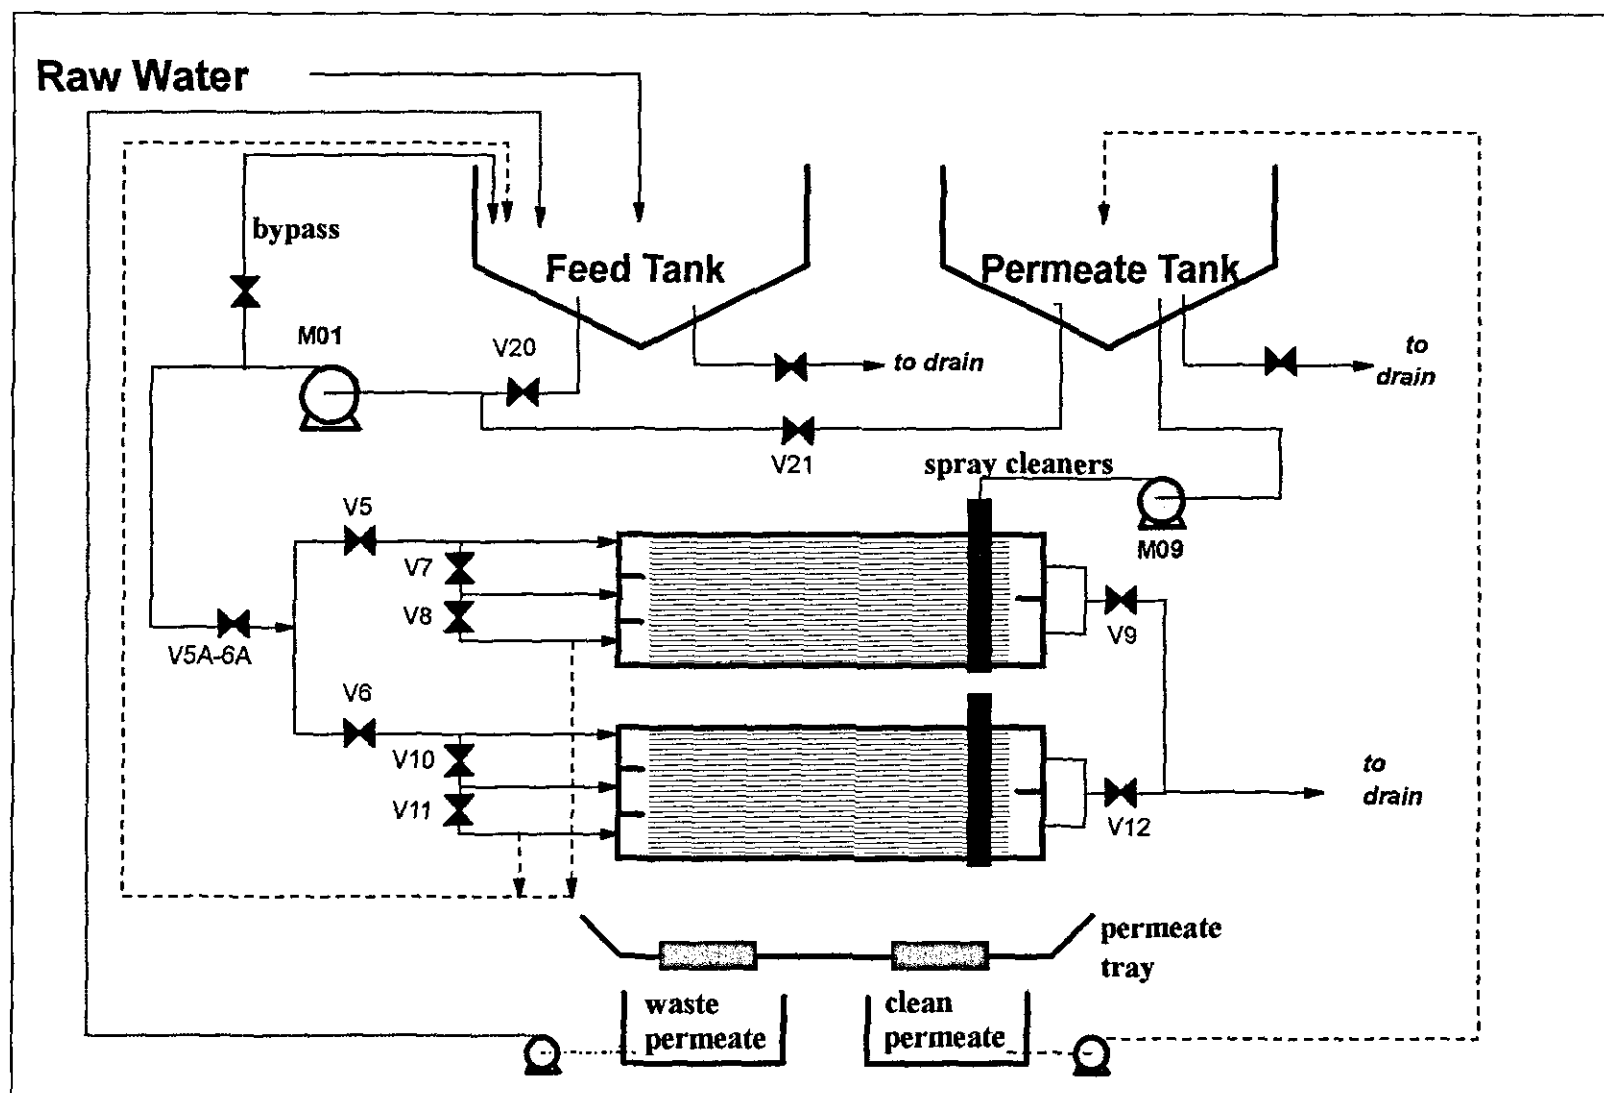 Raw Water
bypass
Feed Tank
Permeate Tank
M01
V20
to drain
to
drain
V21
spray cleaners
M09
V5
V7
V8
V9
V5A-6A
V6
V10
V11
V12
to
drain
permeate
tray
waste
permeate
clean
permeate